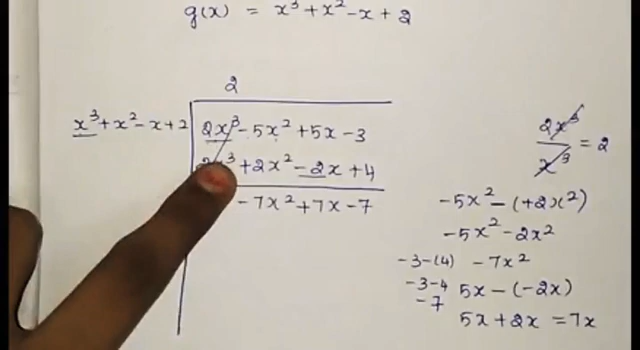 g(x) = x³ + x² - x + 2
2
x³ + x² - x + 2
2x³ - 5x² + 5x - 3
x³ + 2x² - 2x + 4
- 7x² + 7x - 7
2x³/x³ = 2
-5x² - (+2x²)
-5x² - 2x²
-3-(4) - 7x²
-3-4 5x - (-2x)
-7 5x + 2x = 7x